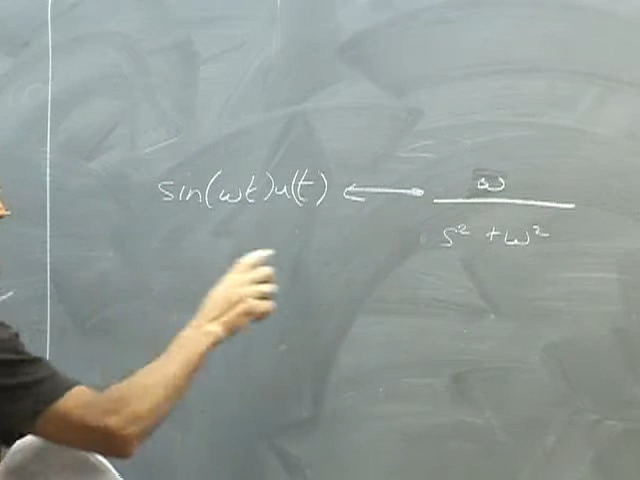 sin(ωt)u(t) ⟷ ω
s² + ω²